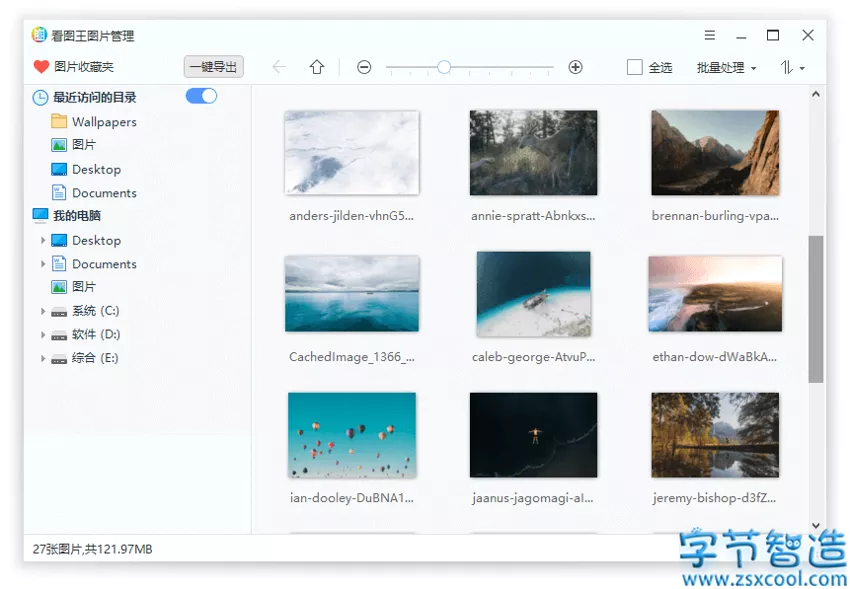 看图王图片管理
图片收藏夹
一键导出
全选
批量处理
最近访问的目录
Wallpapers
图片
Desktop
Documents
我的电脑
Desktop
Documents
图片
系统 (C:)
软件 (D:)
综合 (E:)
anders-jilden-vhnG5...
annie-spratt-Abnkxs...
brennan-burling-vpa...
CachedImage_1366_...
caleb-george-AtvuP...
ethan-dow-dWaBkA...
ian-dooley-DuBNA1...
jaanus-jagomagi-aI...
jeremy-bishop-d3fZ...
27张图片,共121.97MB
字节智造
www.zsxcool.com